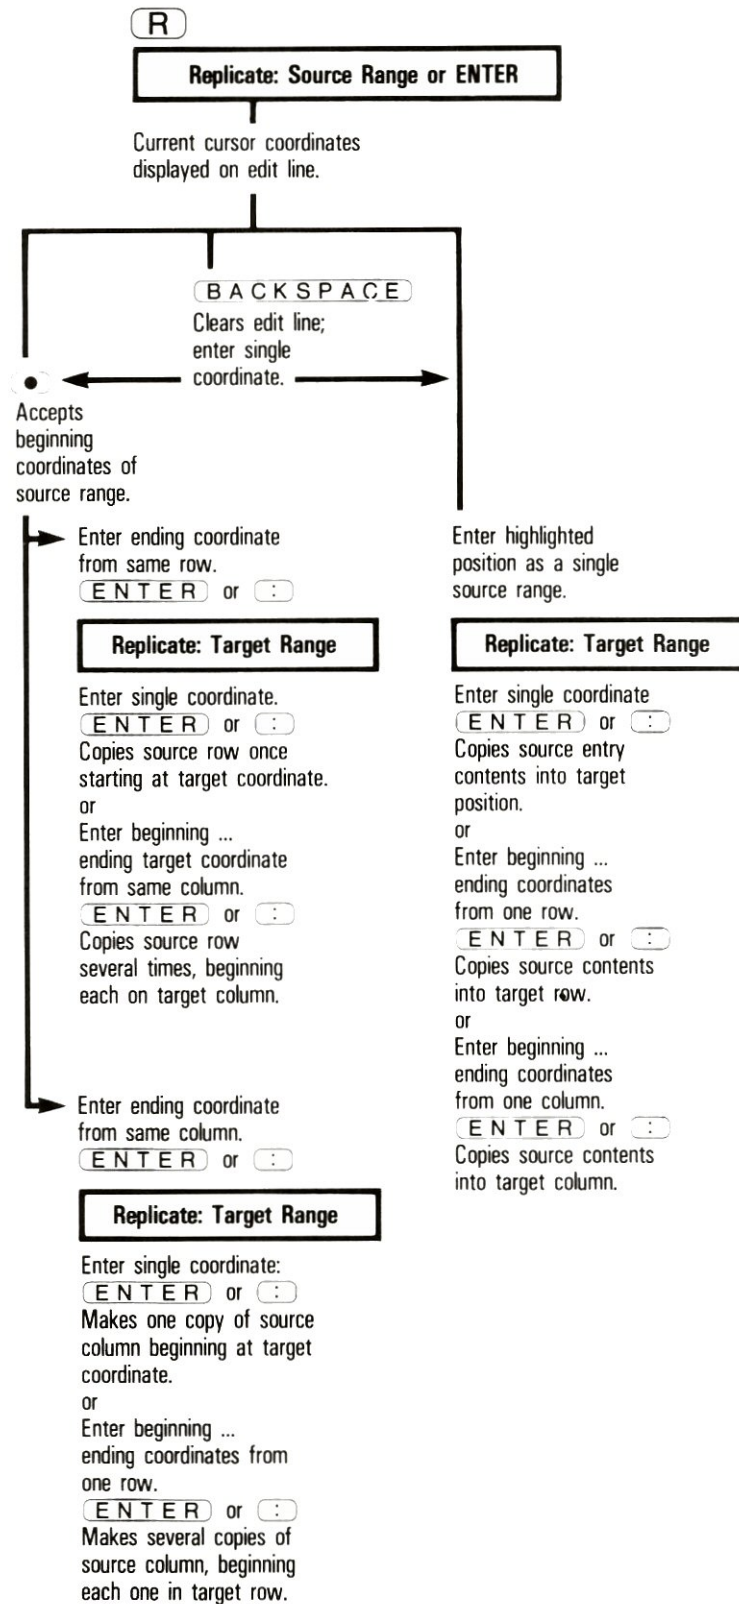 R
Replicate: Source Range or ENTER
Current cursor coordinates
displayed on edit line.
BACKSPACE
Clears edit line;
enter single
coordinate.
Accepts
beginning
coordinates of
source range.
Enter ending coordinate
from same row.
ENTER or :
Replicate: Target Range
Enter single coordinate.
ENTER or :
Copies source row once
starting at target coordinate.
or
Enter beginning ...
ending target coordinate
from same column.
ENTER or :
Copies source row
several times, beginning
each on target column.
Enter ending coordinate
from same column.
ENTER or :
Replicate: Target Range
Enter single coordinate:
ENTER or :
Makes one copy of source
column beginning at target
coordinate.
or
Enter beginning ...
ending coordinates from
one row.
ENTER or :
Makes several copies of
source column, beginning
each one in target row.
Enter highlighted
position as a single
source range.
Replicate: Target Range
Enter single coordinate
ENTER or :
Copies source entry
contents into target
position.
or
Enter beginning ...
ending coordinates
from one row.
ENTER or :
Copies source contents
into target row.
or
Enter beginning ...
ending coordinates
from one column.
ENTER or :
Copies source contents
into target column.